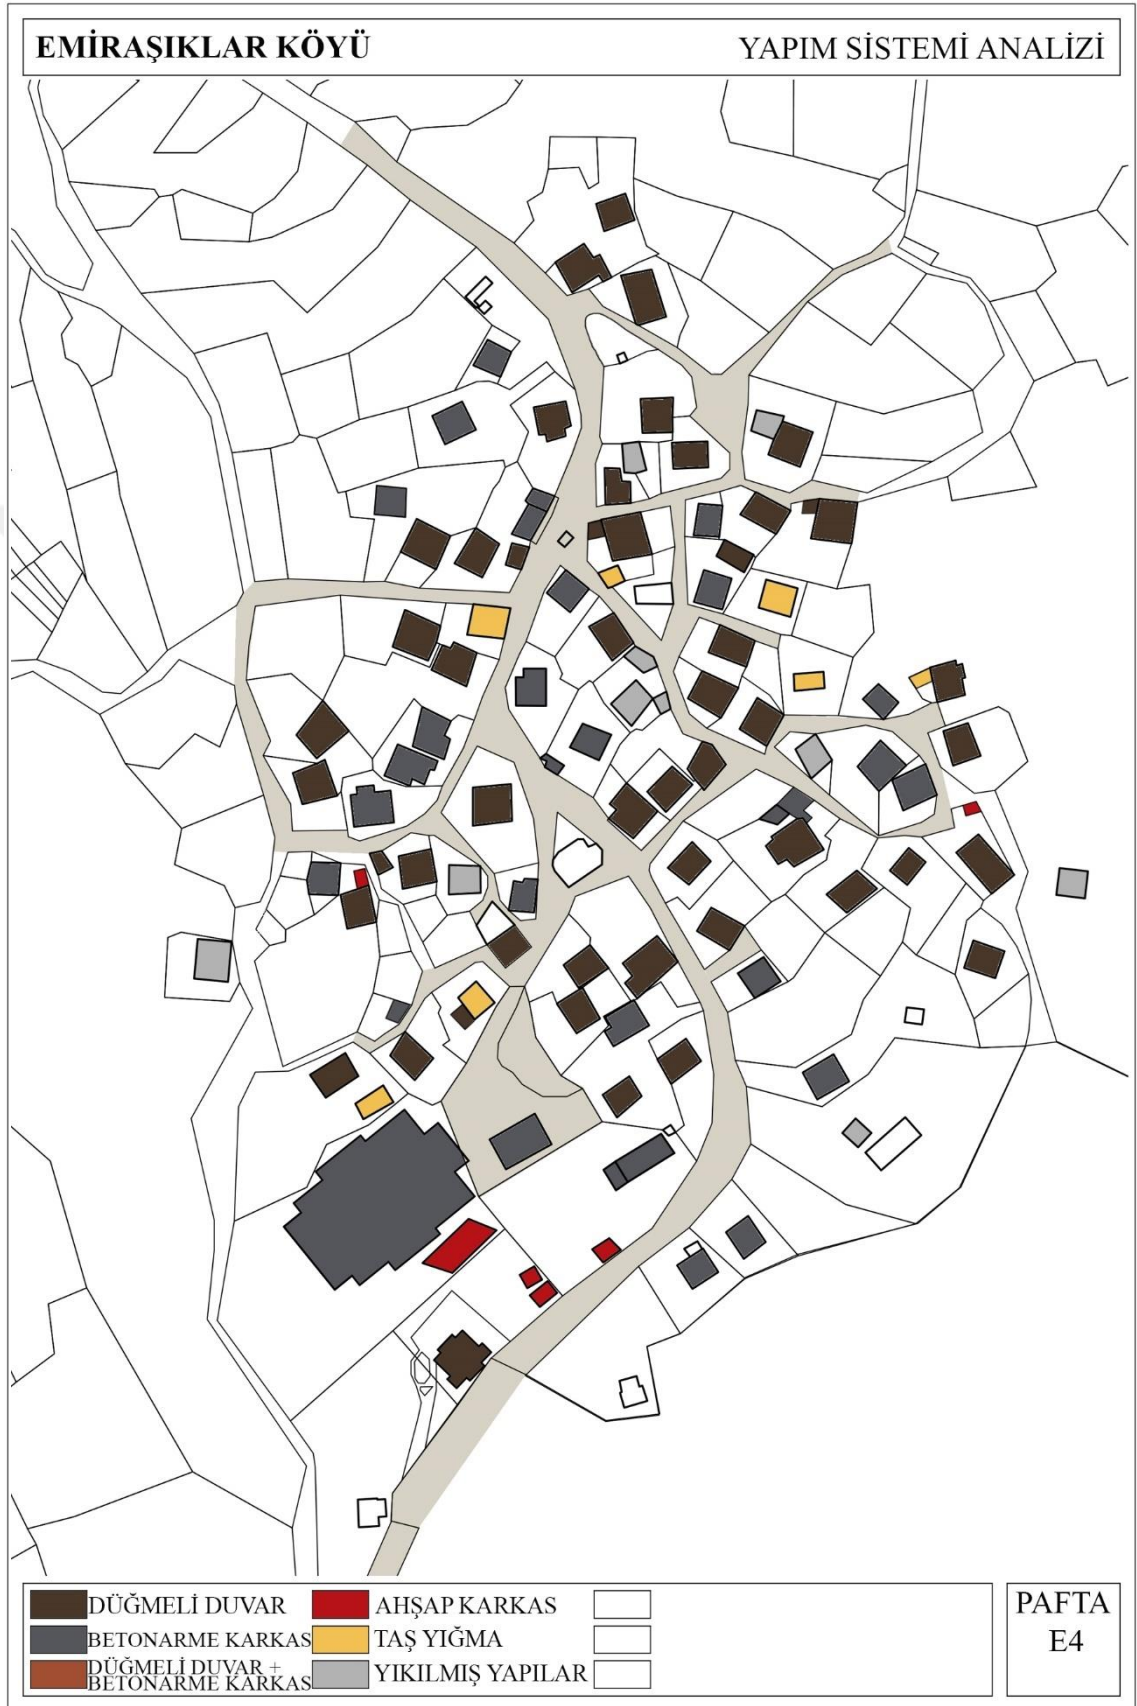 EMİRAŞIKLAR KÖYÜ
YAPIM SİSTEMİ ANALİZİ
DÜĞMELİ DUVAR
BETONARME KARKAS
DÜĞMELİ DUVAR +
BETONARME KARKAS
AHŞAP KARKAS
TAŞ YIĞMA
YIKILMIŞ YAPILAR
PAFTA
E4